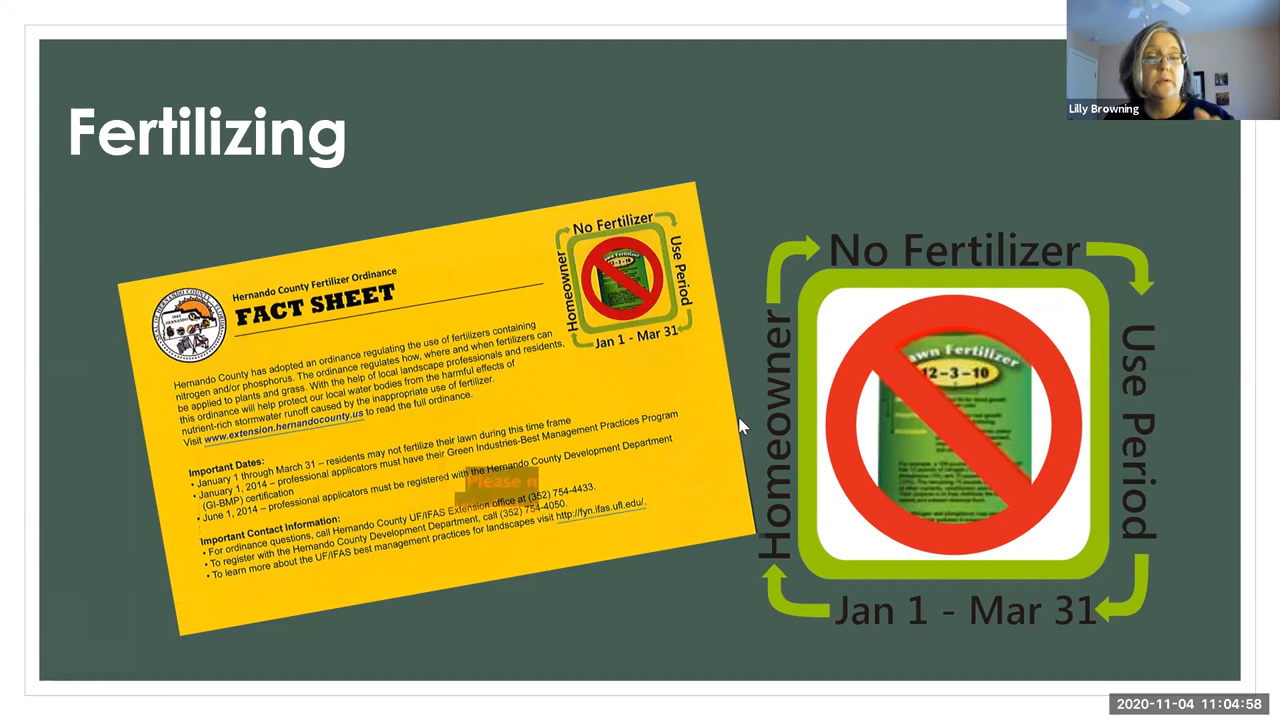 Lilly Browning
Fertilizing
Hernando County Fertilizer Ordinance
FACT SHEET
Hernando County has adopted an ordinance regulating the use of fertilizers containing
nitrogen and/or phosphorus. The ordinance regulates how, where and when fertilizers can
be applied to plants and grass. With the help of local landscape professionals and residents,
this ordinance will help protect our local water bodies from the harmful effects of
nutrient-rich stormwater runoff caused by the inappropriate use of fertilizer.
Visit www.extension.hernandocounty.us to read the full ordinance.
Important Dates:
• January 1 through March 31 – residents may not fertilize their lawn during this time frame
• January 1, 2014 – professional applicators must have their Green Industries-Best Management Practices Program
(GI-BMP) certification
• June 1, 2014 – professional applicators must be registered with the Hernando County Development Department
Please m
Important Contact Information:
• For ordinance questions, call Hernando County UF/IFAS Extension office at (352) 754-4433.
• To register with the Hernando County Development Department, call (352) 754-4050.
• To learn more about the UF/IFAS best management practices for landscapes visit http://fyn.ifas.ufl.edu/.
No Fertilizer
Use Period
Jan 1 - Mar 31
Homeowner
No Fertilizer
Use Period
Jan 1 - Mar 31
Homeowner
awn Fertilizer
12-3-10
2020-11-04 11:04:58